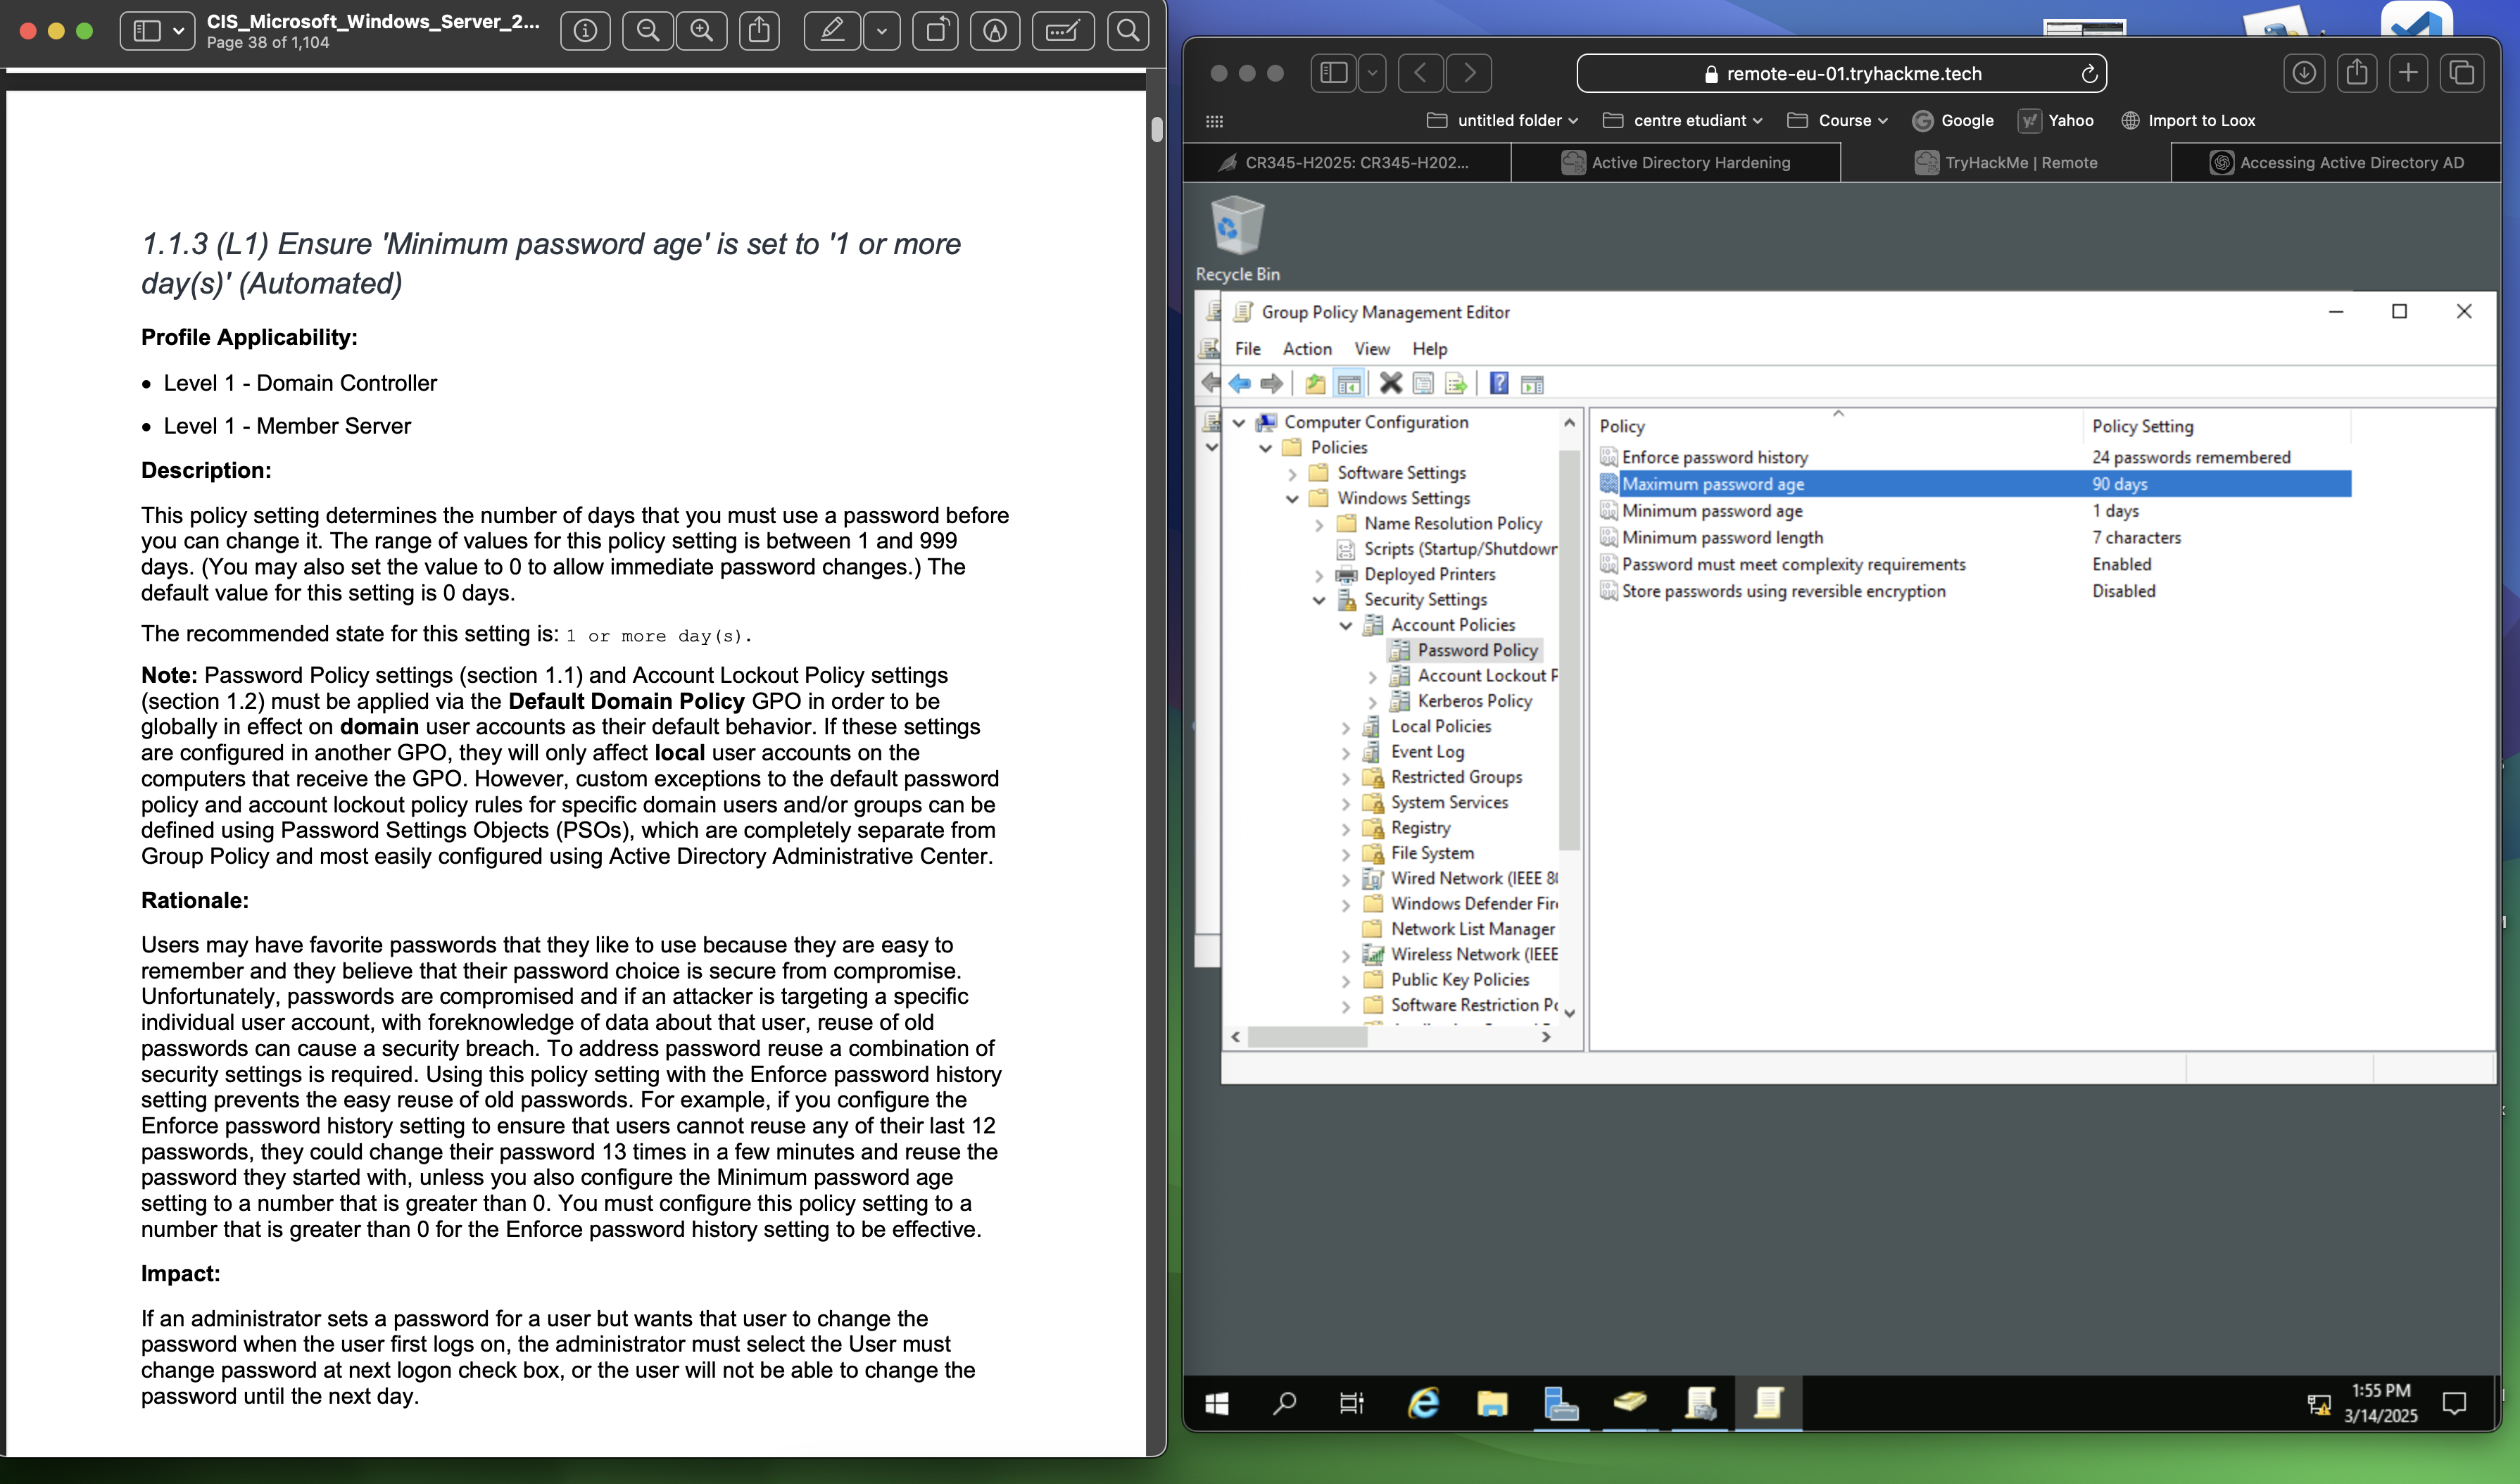 CIS_Microsoft_Windows_Server_2...
Page 38 of 1,104
1.1.3 (L1) Ensure 'Minimum password age' is set to '1 or more
day(s)' (Automated)
Profile Applicability:
• Level 1 - Domain Controller
• Level 1 - Member Server
Description:
This policy setting determines the number of days that you must use a password before
you can change it. The range of values for this policy setting is between 1 and 999
days. (You may also set the value to 0 to allow immediate password changes.) The
default value for this setting is 0 days.
The recommended state for this setting is: 1 or more day(s).
Note: Password Policy settings (section 1.1) and Account Lockout Policy settings
(section 1.2) must be applied via the Default Domain Policy GPO in order to be
globally in effect on domain user accounts as their default behavior. If these settings
are configured in another GPO, they will only affect local user accounts on the
computers that receive the GPO. However, custom exceptions to the default password
policy and account lockout policy rules for specific domain users and/or groups can be
defined using Password Settings Objects (PSOs), which are completely separate from
Group Policy and most easily configured using Active Directory Administrative Center.
Rationale:
Users may have favorite passwords that they like to use because they are easy to
remember and they believe that their password choice is secure from compromise.
Unfortunately, passwords are compromised and if an attacker is targeting a specific
individual user account, with foreknowledge of data about that user, reuse of old
passwords can cause a security breach. To address password reuse a combination of
security settings is required. Using this policy setting with the Enforce password history
setting prevents the easy reuse of old passwords. For example, if you configure the
Enforce password history setting to ensure that users cannot reuse any of their last 12
passwords, they could change their password 13 times in a few minutes and reuse the
password they started with, unless you also configure the Minimum password age
setting to a number that is greater than 0. You must configure this policy setting to a
number that is greater than 0 for the Enforce password history setting to be effective.
Impact:
If an administrator sets a password for a user but wants that user to change the
password when the user first logs on, the administrator must select the User must
change password at next logon check box, or the user will not be able to change the
password until the next day.
remote-eu-01.tryhackme.tech
untitled folder centre etudiant Course Google Yahoo Import to Loox
CR345-H2025: CR345-H202... Active Directory Hardening TryHackMe | Remote Accessing Active Directory AD
Recycle Bin
Group Policy Management Editor
File Action View Help
Computer Configuration
Policies
Software Settings
Windows Settings
Name Resolution Policy
Scripts (Startup/Shutdown
Deployed Printers
Security Settings
Account Policies
Password Policy
Account Lockout P
Kerberos Policy
Local Policies
Event Log
Restricted Groups
System Services
Registry
File System
Wired Network (IEEE 80
Windows Defender Fire
Network List Manager
Wireless Network (IEEE
Public Key Policies
Software Restriction Po
Policy Policy Setting
Enforce password history 24 passwords remembered
Maximum password age 90 days
Minimum password age 1 days
Minimum password length 7 characters
Password must meet complexity requirements Enabled
Store passwords using reversible encryption Disabled
1:55 PM
3/14/2025